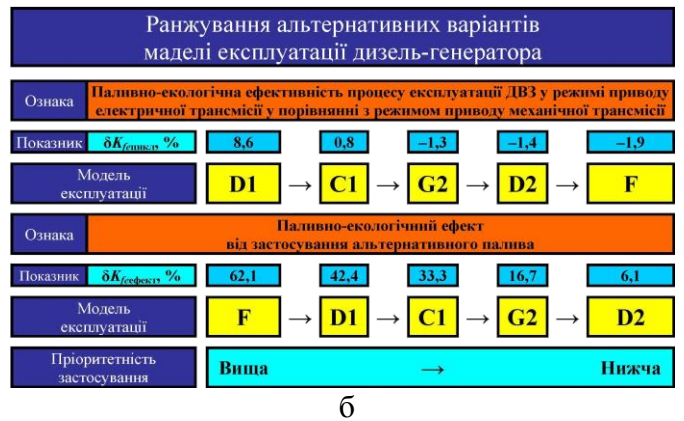 Ранжування альтернативних варіантів
моделі експлуатації дизель-генератора
Ознака
Паливно-екологічна ефективність процесу експлуатації ДВЗ у режимі приводу
електричної трансмісії у порівнянні з режимом приводу механічної трансмісії
Показник δKfeцикл, % 8,6 0,8 –1,3 –1,4 –1,9
Модель
експлуатації
D1 → C1 → G2 → D2 → F
Ознака
Паливно-екологічний ефект
від застосування альтернативного палива
Показник δKfeефект, % 62,1 42,4 33,3 16,7 6,1
Модель
експлуатації
F → D1 → C1 → G2 → D2
Пріоритетність
застосування
Вища → Нижча
б